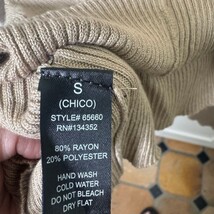 S
(CHICO)
STYLE# 65660
RN#134352
80% RAYON
20% POLYESTER
HAND WASH
COLD WATER
DO NOT BLEACH
DRY FLAT